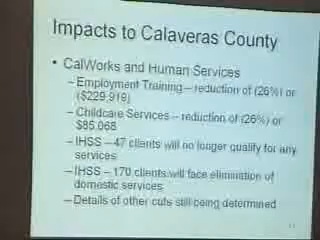 Impacts to Calaveras County
• CalWorks and Human Services
– Employment Training – reduction of (26%) or
($229,919)
– Childcare Services – reduction of (26%) or
$85,068
– IHSS – 47 clients will no longer qualify for any
services
– IHSS – 170 clients will face elimination of
domestic services
– Details of other cuts still being determined